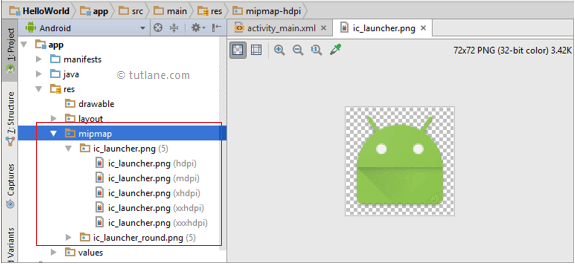 HelloWorld app src main res mipmap-hdpi
Android
activity_main.xml ic_launcher.png
1: Project
7: Structure
Captures
Variants
app
manifests
java
© tutlane.com
res
drawable
layout
mipmap
ic_launcher.png (5)
ic_launcher.png (hdpi)
ic_launcher.png (mdpi)
ic_launcher.png (xhdpi)
ic_launcher.png (xxhdpi)
ic_launcher.png (xxxhdpi)
ic_launcher_round.png (5)
values
72x72 PNG (32-bit color) 3.42K